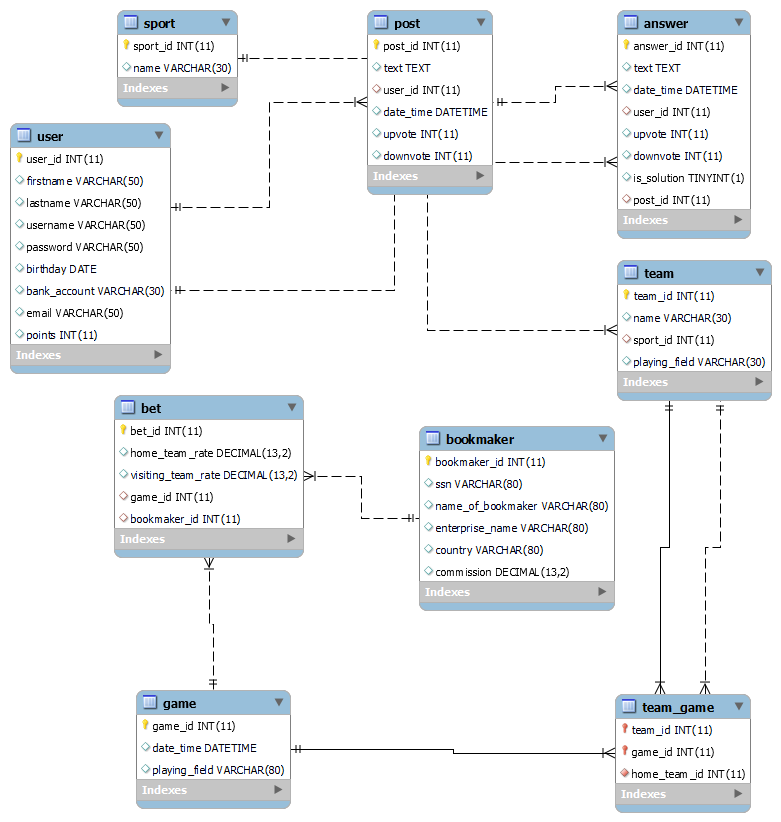 sport
sport_id INT(11)
name VARCHAR(30)
Indexes
post
post_id INT(11)
text TEXT
user_id INT(11)
date_time DATETIME
upvote INT(11)
downvote INT(11)
Indexes
answer
answer_id INT(11)
text TEXT
date_time DATETIME
user_id INT(11)
upvote INT(11)
downvote INT(11)
is_solution TINYINT(1)
post_id INT(11)
Indexes
user
user_id INT(11)
firstname VARCHAR(50)
lastname VARCHAR(50)
username VARCHAR(50)
password VARCHAR(50)
birthday DATE
bank_account VARCHAR(30)
email VARCHAR(50)
points INT(11)
Indexes
team
team_id INT(11)
name VARCHAR(30)
sport_id INT(11)
playing_field VARCHAR(30)
Indexes
bet
bet_id INT(11)
home_team_rate DECIMAL(13,2)
visiting_team_rate DECIMAL(13,2)
game_id INT(11)
bookmaker_id INT(11)
Indexes
bookmaker
bookmaker_id INT(11)
ssn VARCHAR(80)
name_of_bookmaker VARCHAR(80)
enterprise_name VARCHAR(80)
country VARCHAR(80)
commission DECIMAL(13,2)
Indexes
game
game_id INT(11)
date_time DATETIME
playing_field VARCHAR(80)
Indexes
team_game
team_id INT(11)
game_id INT(11)
home_team_id INT(11)
Indexes